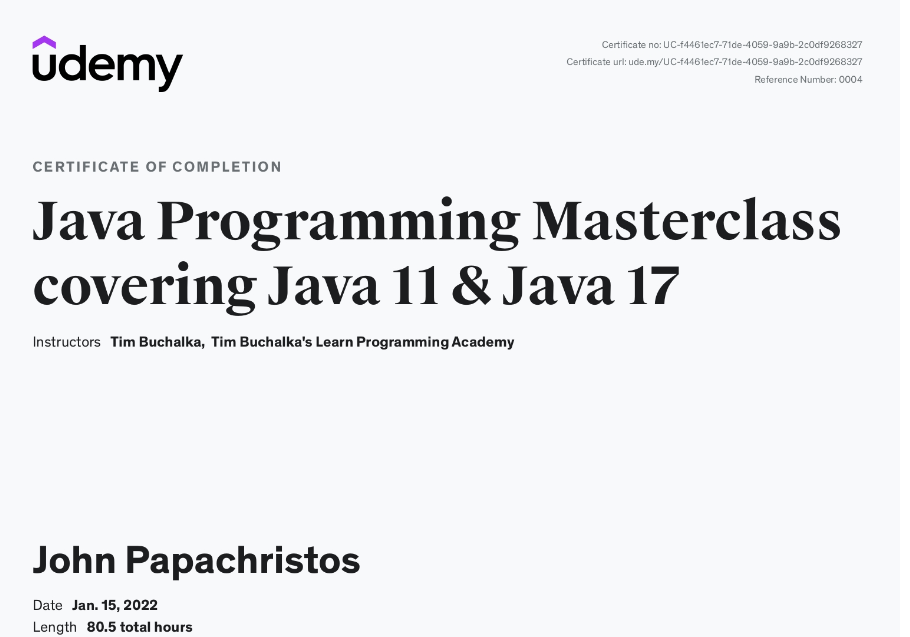 udemy
Certificate no: UC-f4461ec7-71de-4059-9a9b-2c0df9268327
Certificate url: ude.my/UC-f4461ec7-71de-4059-9a9b-2c0df9268327
Reference Number: 0004
CERTIFICATE OF COMPLETION
Java Programming Masterclass
covering Java 11 & Java 17
Instructors Tim Buchalka, Tim Buchalka's Learn Programming Academy
John Papachristos
Date Jan. 15, 2022
Length 80.5 total hours